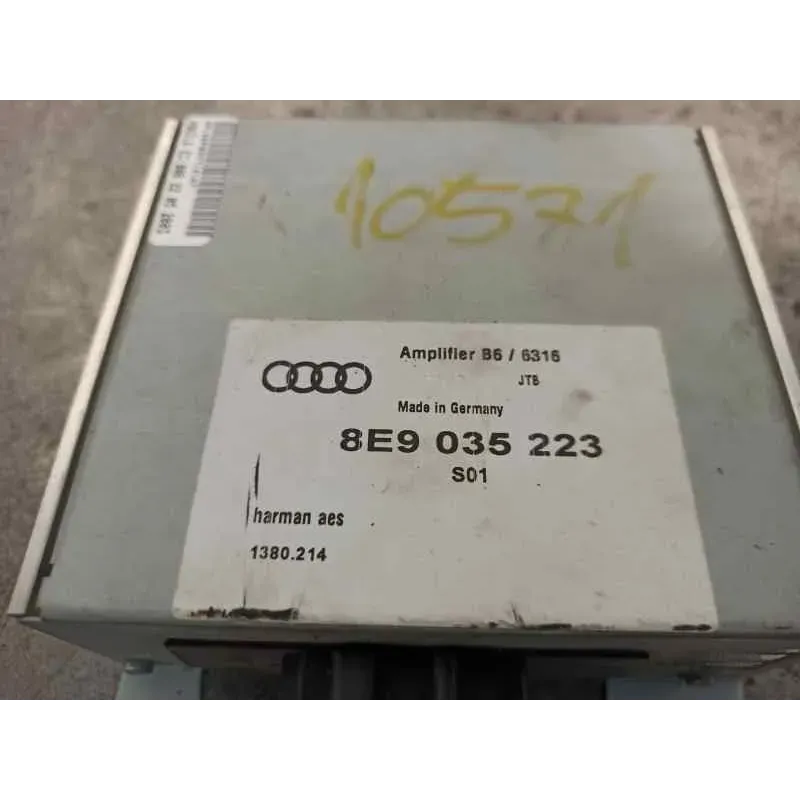 10571
Amplifier B6 / 6316
JTB
Made in Germany
8E9 035 223
S01
harman aes
1380.214